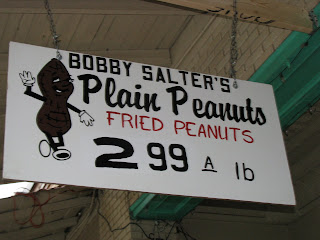 BOBBY SALTER'S
Plain Peanuts
FRIED PEANUTS
2 99 A lb